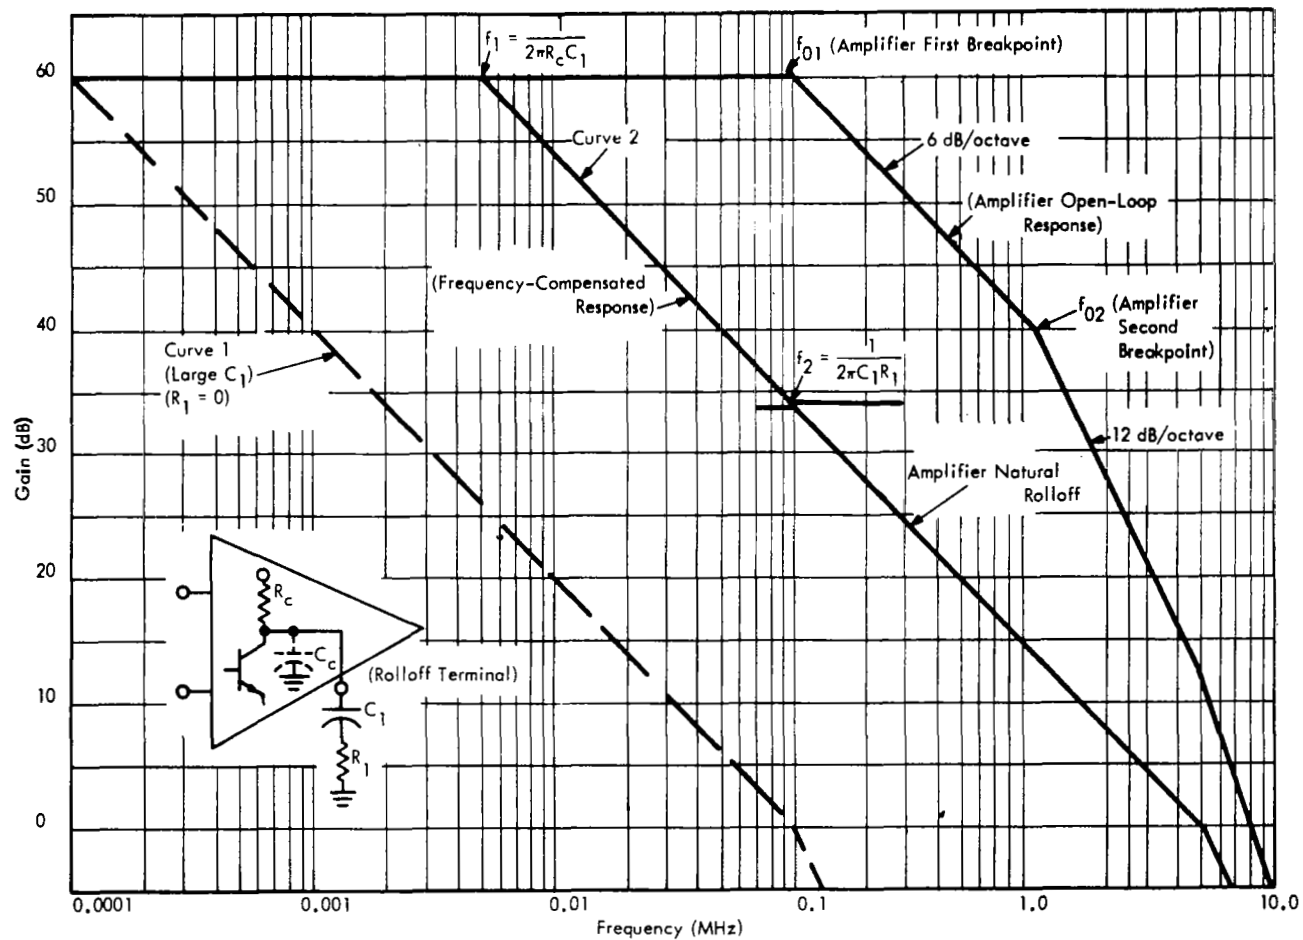 f1 = 1
2πRcC1
f01 (Amplifier First Breakpoint)
60
Curve 2
6 dB/octave
50
(Amplifier Open-Loop
Response)
(Frequency-Compensated
Response)
f02 (Amplifier
Second
Breakpoint)
40
Curve 1
(Large C1)
(R1 = 0)
f2 = 1
2πC1R1
12 dB/octave
30
Gain (dB)
Amplifier Natural
Rolloff
20
Rc
Cc
(Rolloff Terminal)
10
C1
R1
0
0.0001
0.001
0.01
0.1
1.0
10.0
Frequency (MHz)